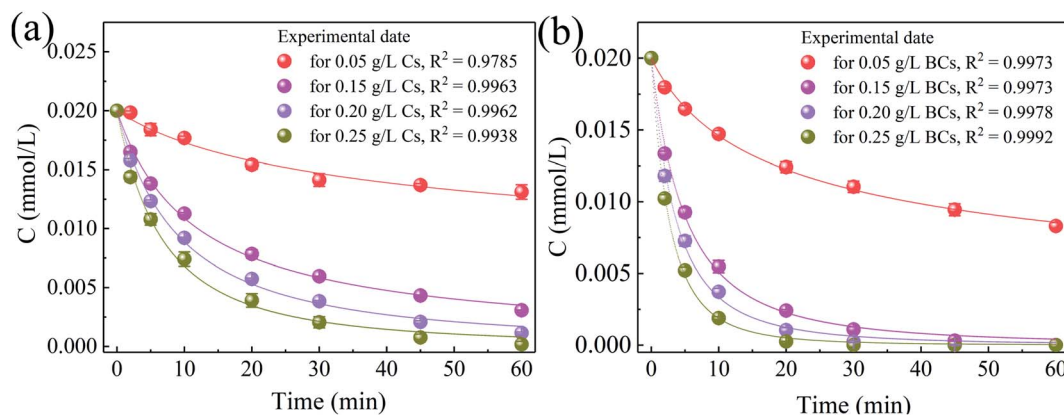 (a)
Experimental date
for 0.05 g/L Cs, R² = 0.9785
for 0.15 g/L Cs, R² = 0.9963
for 0.20 g/L Cs, R² = 0.9962
for 0.25 g/L Cs, R² = 0.9938
C (mmol/L)
0.025
0.020
0.015
0.010
0.005
0.000
0 10 20 30 40 50 60
Time (min)
(b)
Experimental date
for 0.05 g/L BCs, R² = 0.9973
for 0.15 g/L BCs, R² = 0.9973
for 0.20 g/L BCs, R² = 0.9978
for 0.25 g/L BCs, R² = 0.9992
C (mmol/L)
0.020
0.015
0.010
0.005
0.000
0 10 20 30 40 50 60
Time (min)